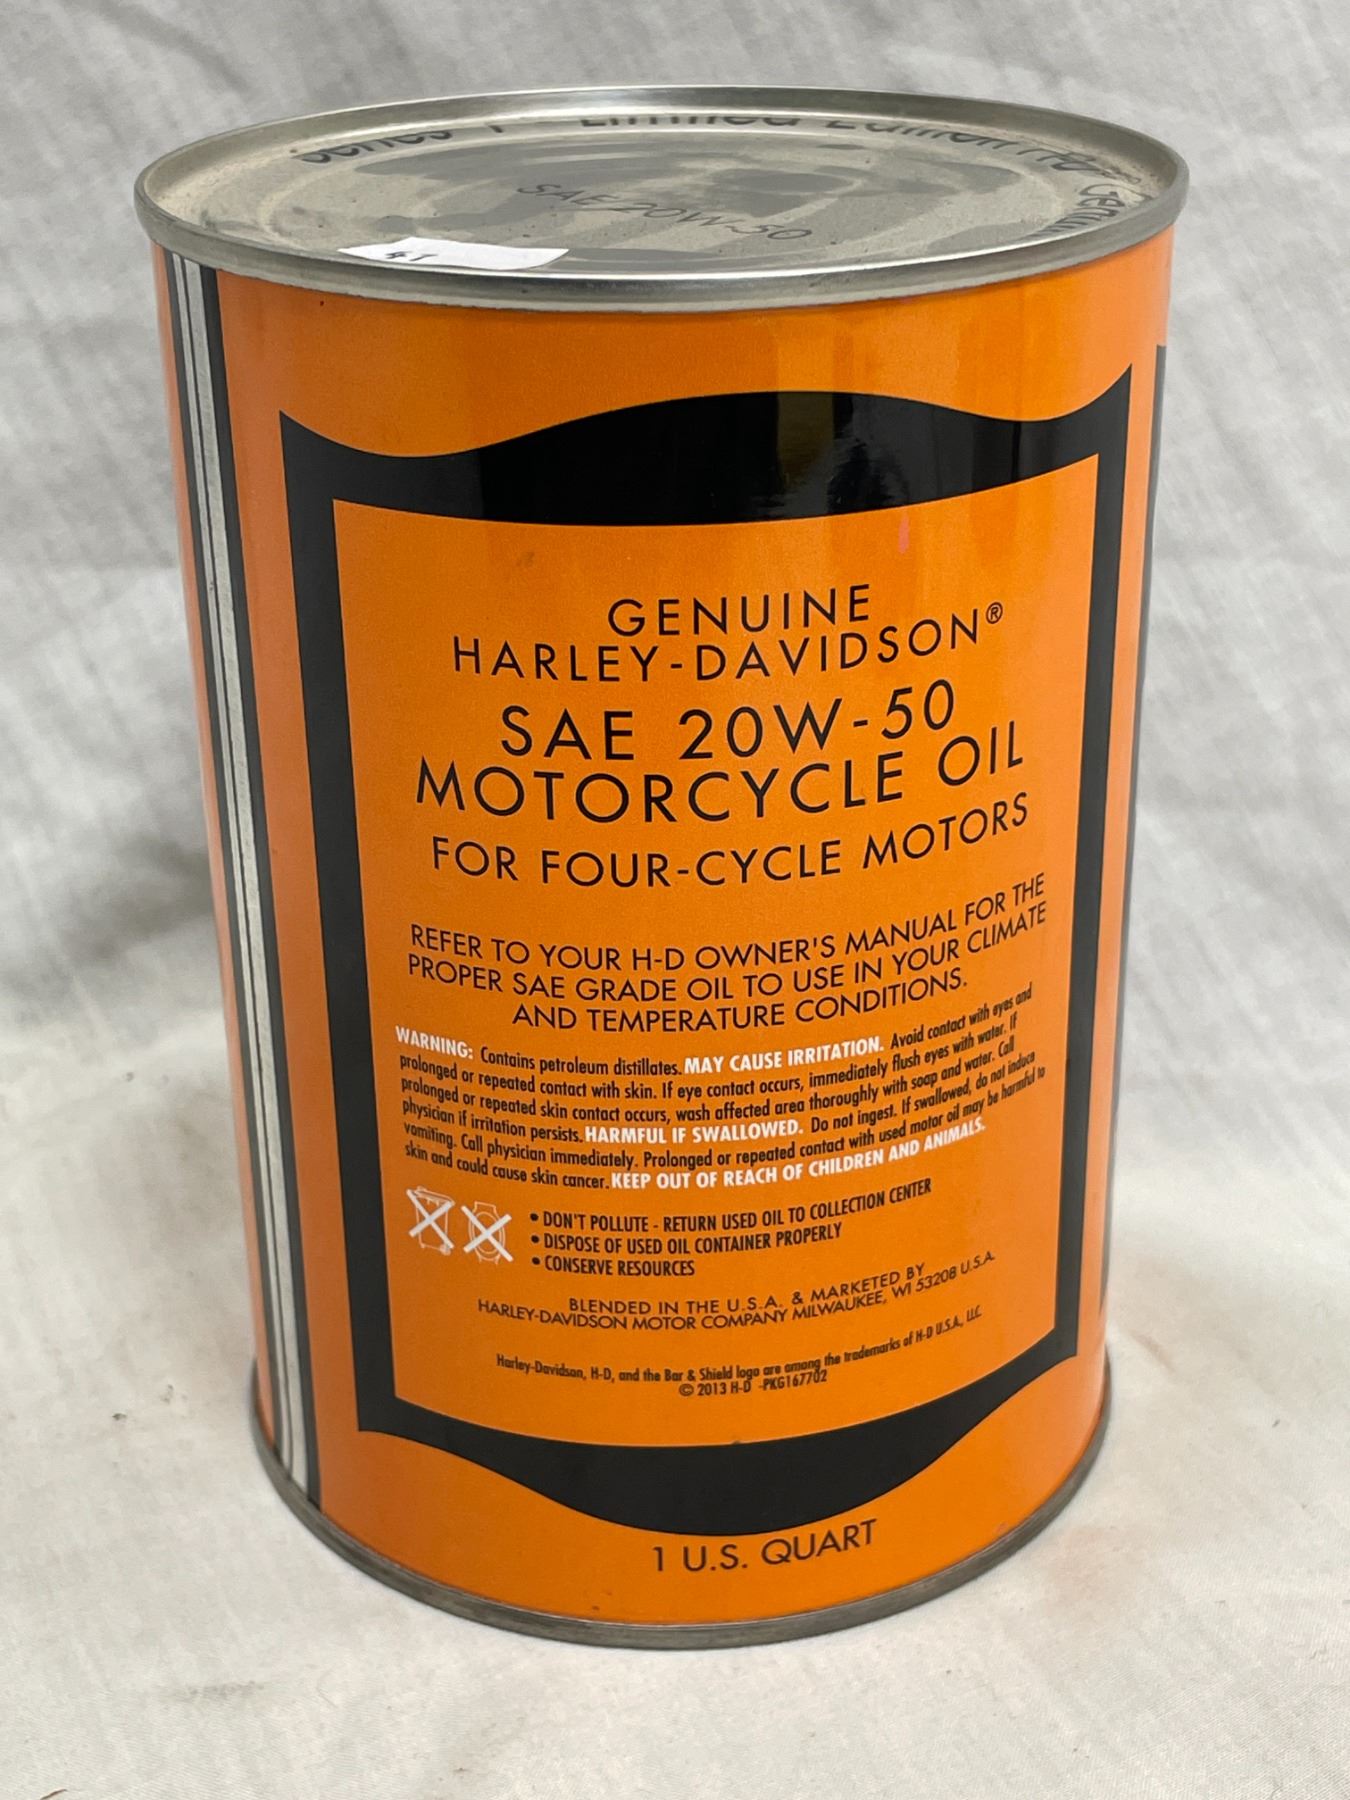 Series 1 - Limited Edition
SAE 20W-50
GENUINE
HARLEY-DAVIDSON®
SAE 20W-50
MOTORCYCLE OIL
FOR FOUR-CYCLE MOTORS
REFER TO YOUR H-D OWNER'S MANUAL FOR THE
PROPER SAE GRADE OIL TO USE IN YOUR CLIMATE
AND TEMPERATURE CONDITIONS.
WARNING: Contains petroleum distillates. MAY CAUSE IRRITATION. Avoid contact with eyes and
prolonged or repeated contact with skin. If eye contact occurs, immediately flush eyes with water. If
prolonged or repeated skin contact occurs, wash affected area thoroughly with soap and water. Call
physician if irritation persists. HARMFUL IF SWALLOWED. Do not ingest. If swallowed, do not induce
vomiting. Call physician immediately. Prolonged or repeated contact with used motor oil may be harmful to
skin and could cause skin cancer. KEEP OUT OF REACH OF CHILDREN AND ANIMALS.
• DON'T POLLUTE - RETURN USED OIL TO COLLECTION CENTER
• DISPOSE OF USED OIL CONTAINER PROPERLY
• CONSERVE RESOURCES
BLENDED IN THE U.S.A. & MARKETED BY
HARLEY-DAVIDSON MOTOR COMPANY MILWAUKEE, WI 53208 U.S.A.
Harley-Davidson, H-D, and the Bar & Shield logo are among the trademarks of H-D U.S.A., LLC.
© 2013 H-D -PKG167702
1 U.S. QUART